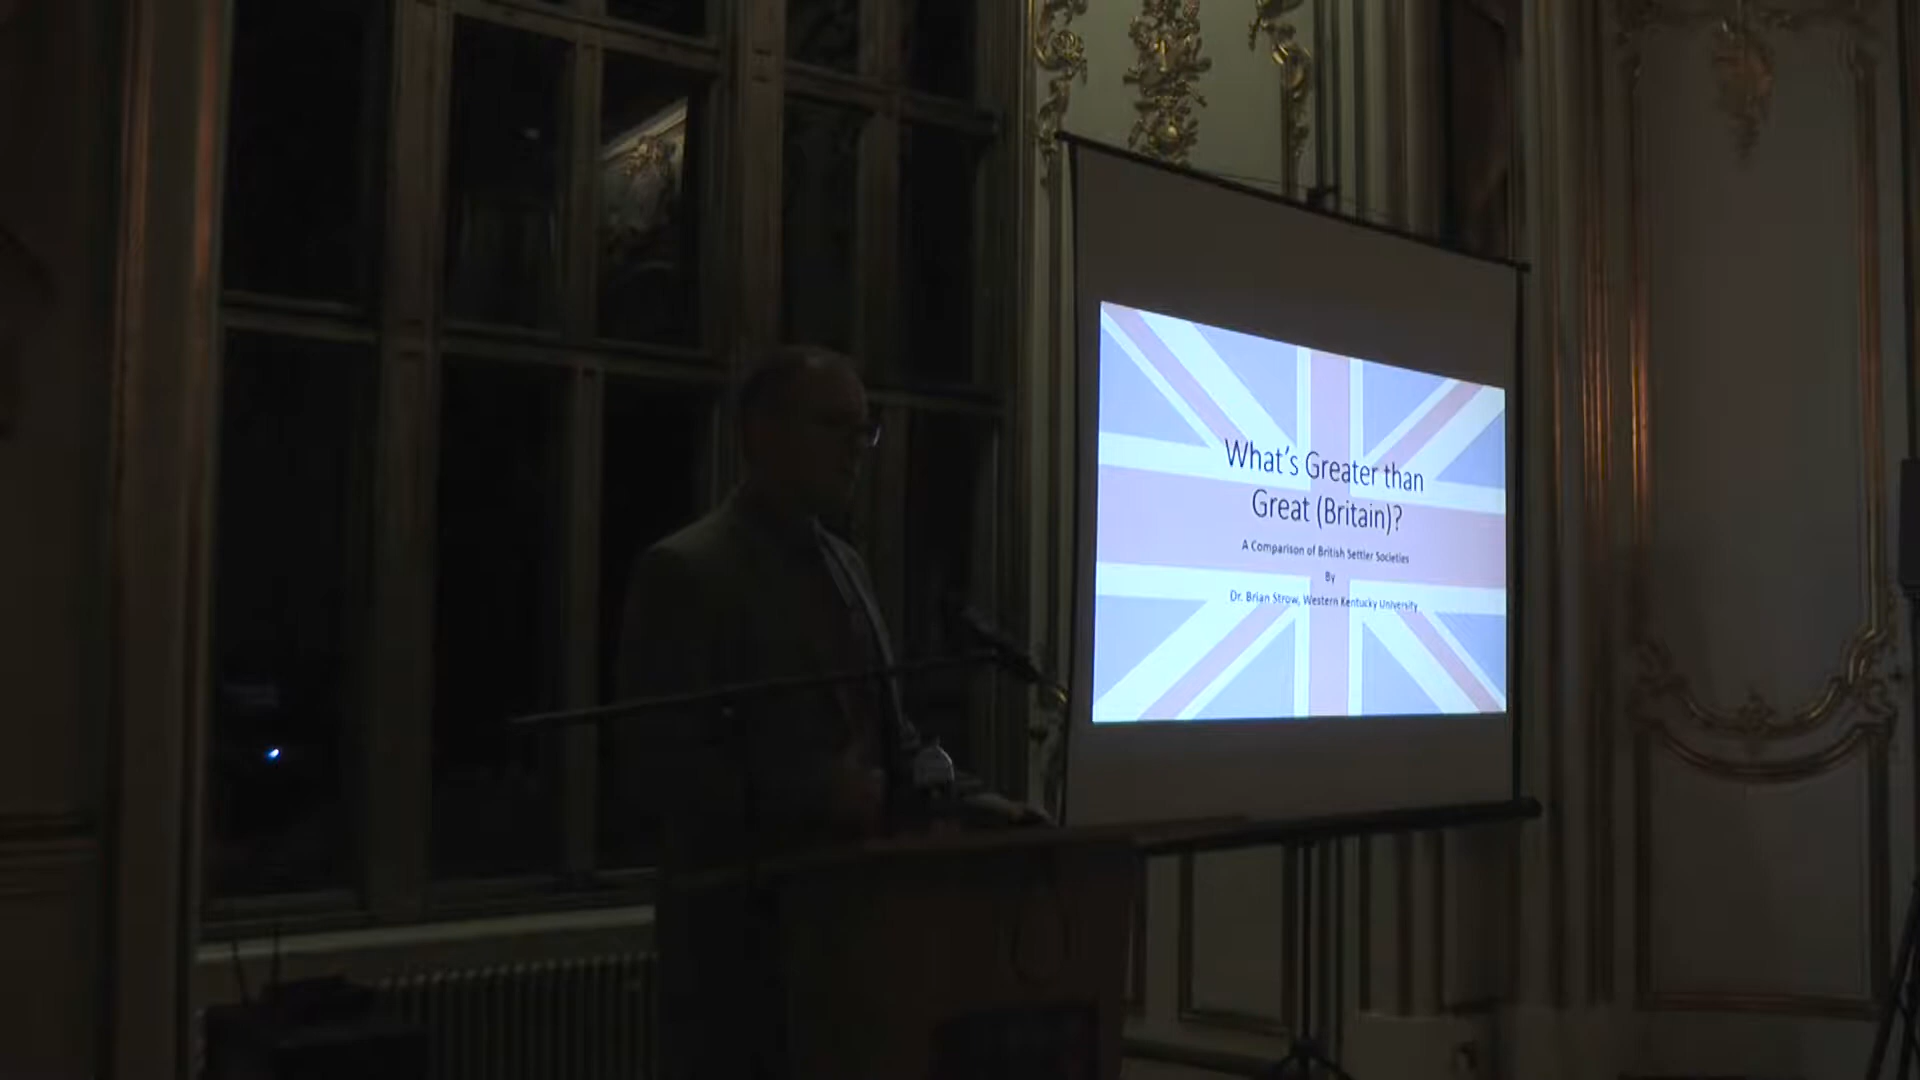 What's Greater than
Great (Britain)?
A Comparison of British Settler Societies
By
Dr. Brian Strow, Western Kentucky University